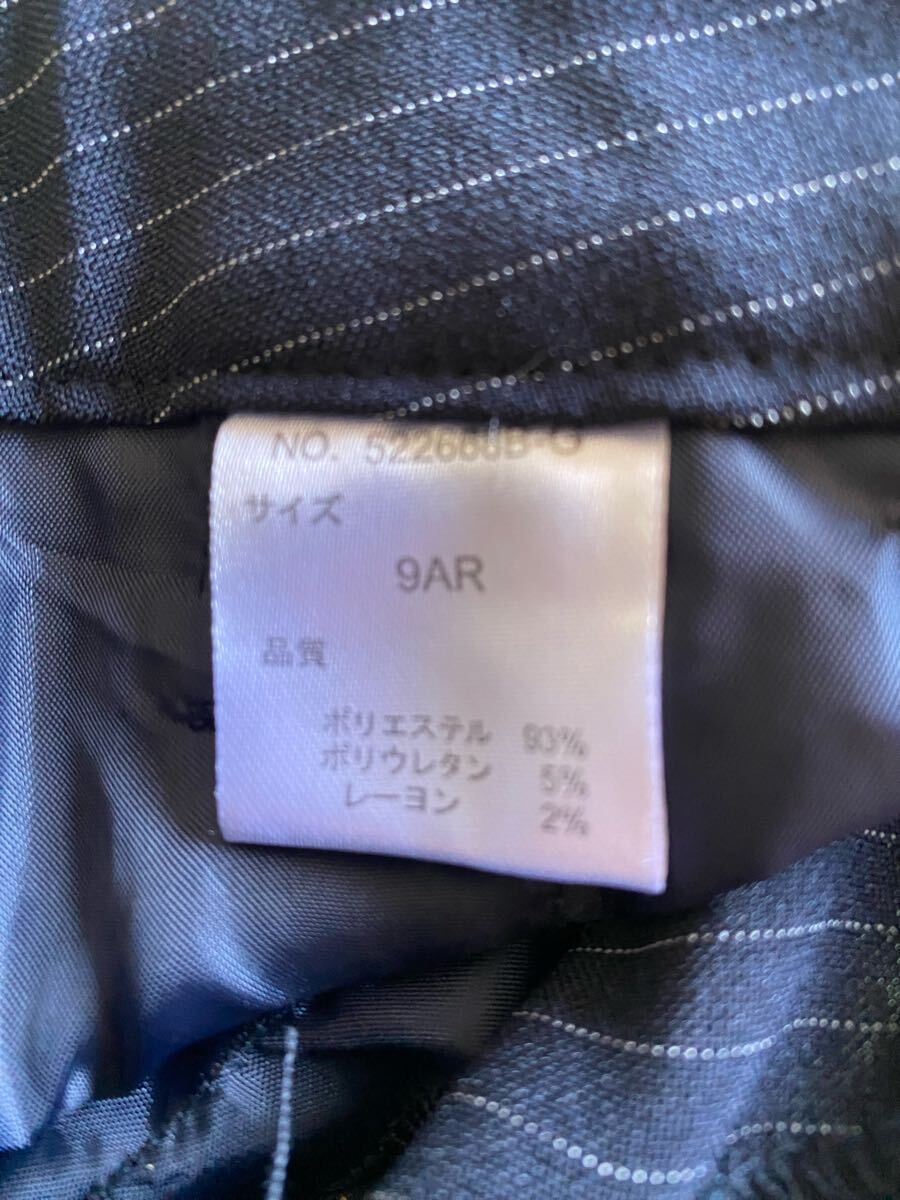 NO.
サイズ
9AR
品質
ポリエステル 93%
ポリウレタン 5%
レーヨン 2%